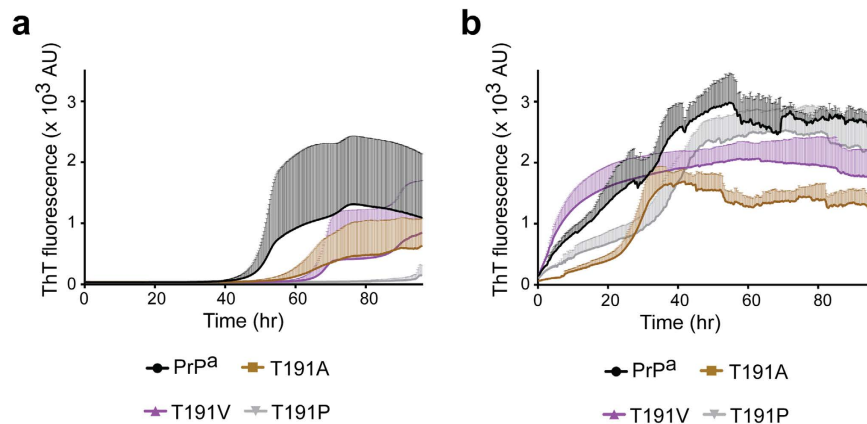 a
ThT fluorescence (x 10³ AU)
3
2
1
0
0 20 40 60 80
Time (hr)
PrPᵃ T191A
T191V T191P
b
ThT fluorescence (x 10³ AU)
3
2
1
0
0 20 40 60 80
Time (hr)
PrPᵃ T191A
T191V T191P